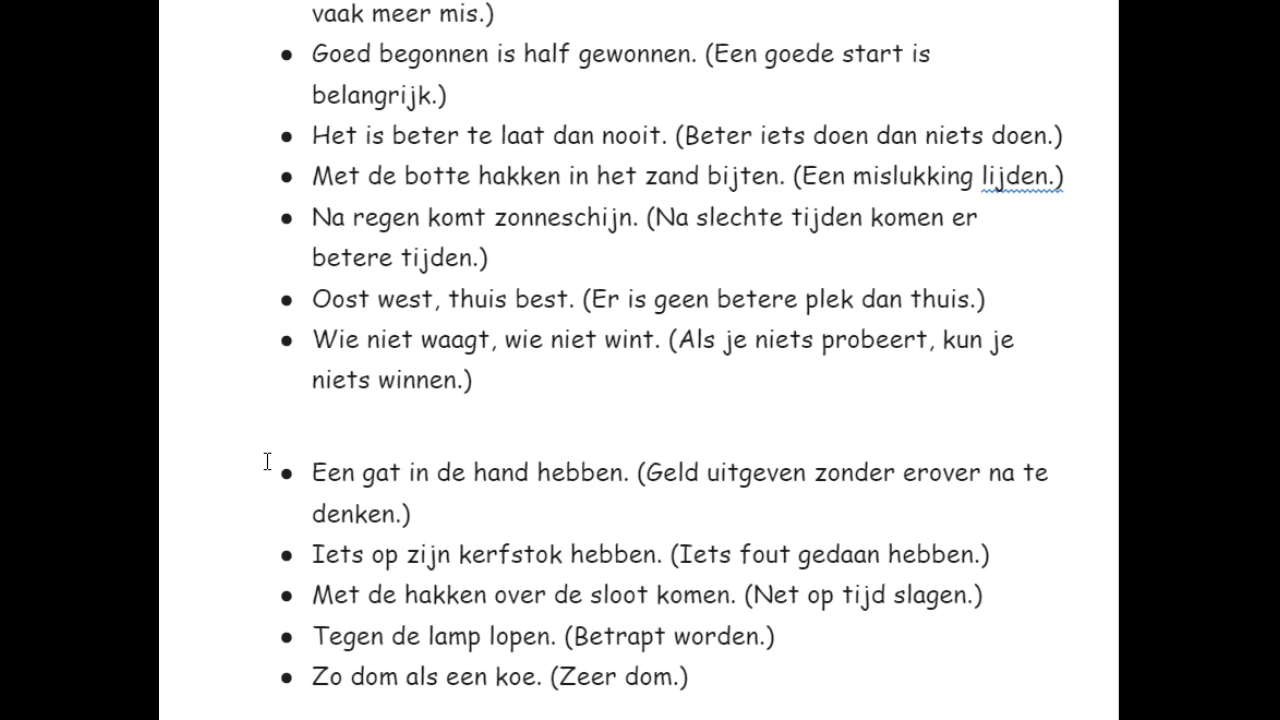 vaak meer mis.)
● Goed begonnen is half gewonnen. (Een goede start is
belangrijk.)
● Het is beter te laat dan nooit. (Beter iets doen dan niets doen.)
● Met de botte hakken in het zand bijten. (Een mislukking lijden.)
● Na regen komt zonneschijn. (Na slechte tijden komen er
betere tijden.)
● Oost west, thuis best. (Er is geen betere plek dan thuis.)
● Wie niet waagt, wie niet wint. (Als je niets probeert, kun je
niets winnen.)
● Een gat in de hand hebben. (Geld uitgeven zonder erover na te
denken.)
● Iets op zijn kerfstok hebben. (Iets fout gedaan hebben.)
● Met de hakken over de sloot komen. (Net op tijd slagen.)
● Tegen de lamp lopen. (Betrapt worden.)
● Zo dom als een koe. (Zeer dom.)